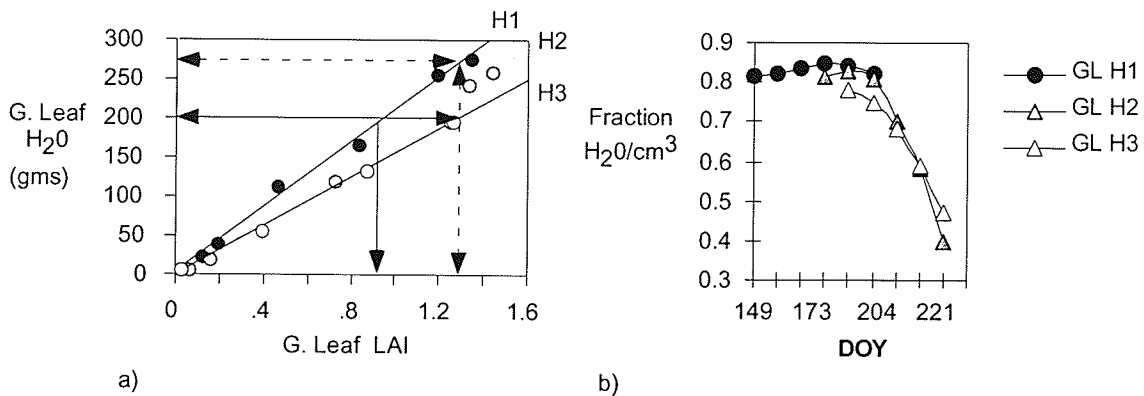 H1
H2
H3
300
250
200
150
100
50
0
G. Leaf
H20
(gms)
0
.4
.8
1.2
1.6
G. Leaf LAI
a)
0.9
0.8
0.7
0.6
0.5
0.4
0.3
Fraction
H20/cm3
149
173
204
221
DOY
b)
GL H1
GL H2
GL H3